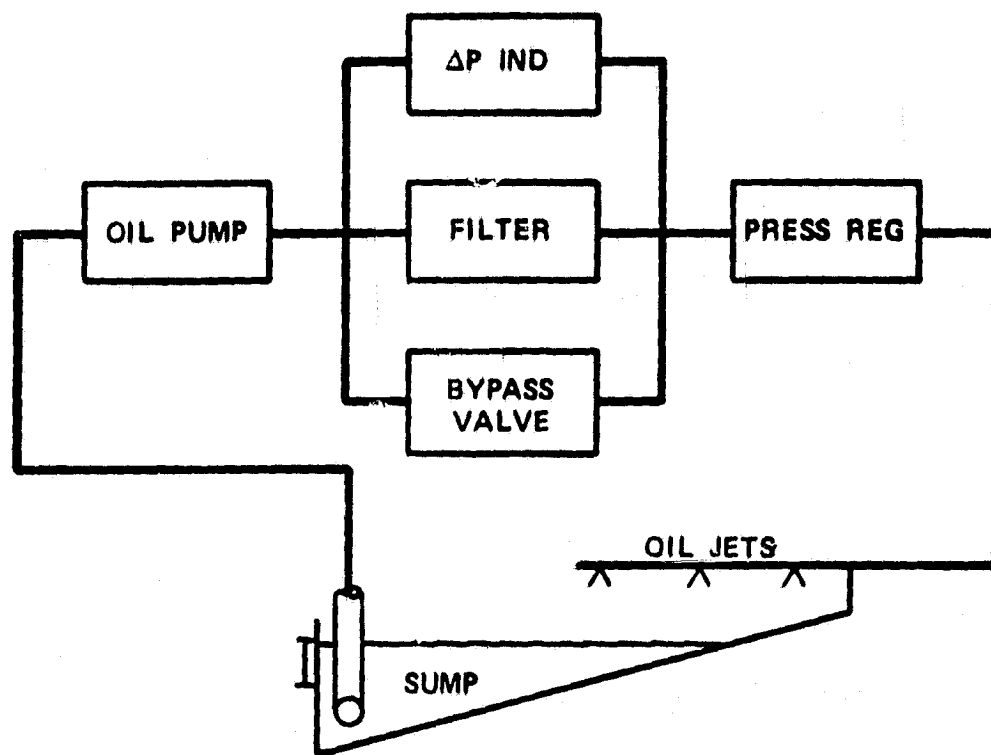 ΔP IND
OIL PUMP
FILTER
PRESS REG
BYPASS
VALVE
OIL JETS
SUMP